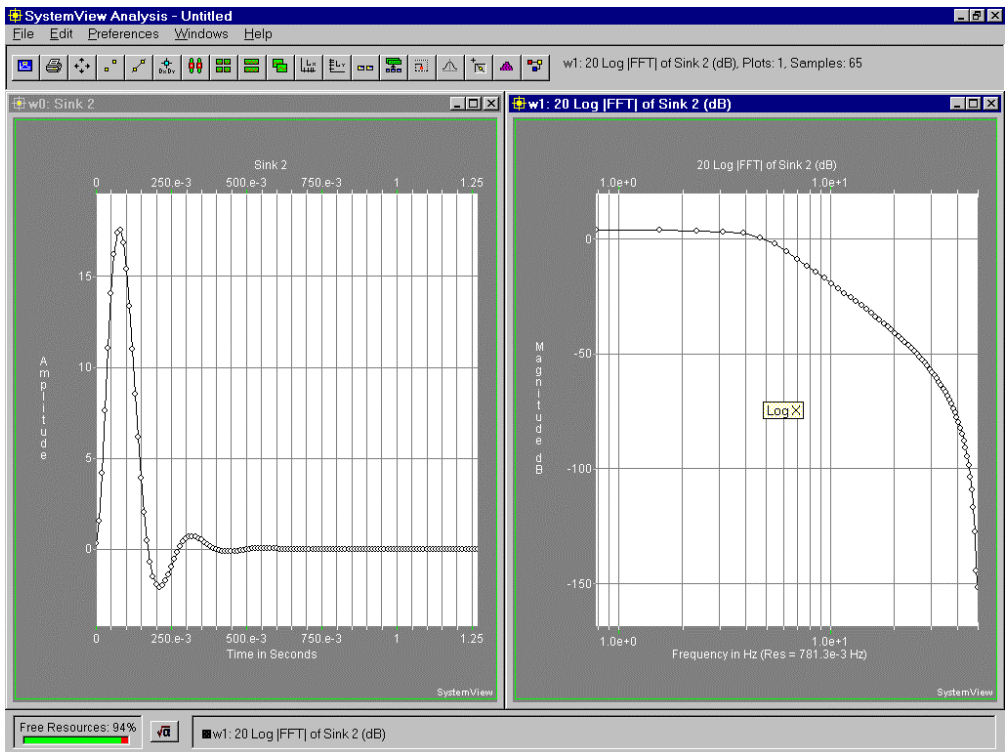 SystemView Analysis - Untitled
File Edit Preferences Windows Help
w1: 20 Log |FFT| of Sink 2 (dB), Plots: 1, Samples: 65
w0: Sink 2
Sink 2
0 250.e-3 500.e-3 750.e-3 1 1.25
15
10
5
0
Amplitude
0 250.e-3 500.e-3 750.e-3 1 1.25
Time in Seconds
SystemView
w1: 20 Log |FFT| of Sink 2 (dB)
20 Log |FFT| of Sink 2 (dB)
1.0e+0 1.0e+1
0
-50
-100
-150
Magnitude dB
Log X
1.0e+0 1.0e+1
Frequency in Hz (Res = 781.3e-3 Hz)
SystemView
Free Resources: 94%
√α
w1: 20 Log |FFT| of Sink 2 (dB)